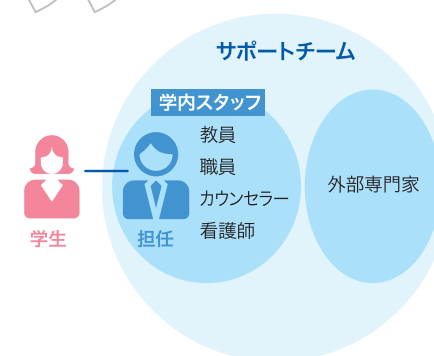 サポートチーム
学内スタッフ
教員
職員
カウンセラー
看護師
外部専門家
学生
担任